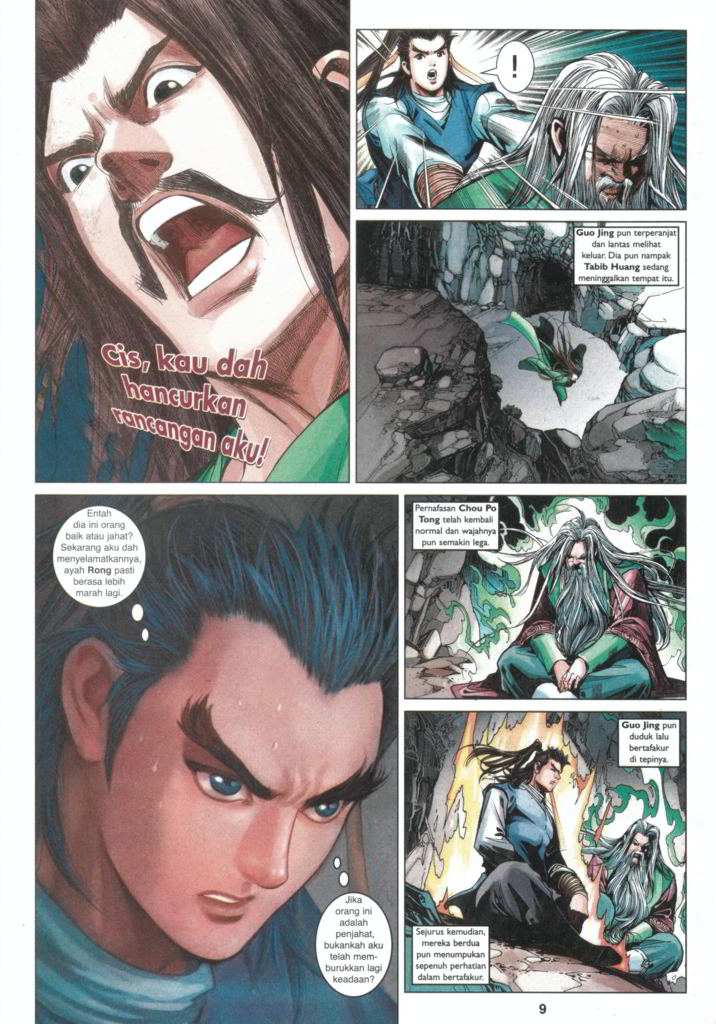 Cis, kau dah
hancurkan
rancangan aku!
!
Guo Jing pun terperanjat
dan lantas melihat
keluar. Dia pun nampak
Tabib Huang sedang
meninggalkan tempat itu.
Entah
dia ini orang
baik atau jahat?
Sekarang aku dah
menyelamatkannya,
ayah Rong pasti
berasa lebih
marah lagi.
Jika
orang ini
adalah
penjahat,
bukankah aku
telah mem-
burukkan lagi
keadaan?
Pernafasan Chou Po
Tong telah kembali
normal dan wajahnya
pun semakin lega.
Guo Jing pun
duduk lalu
bertafakur
di tepinya.
Sejurus kemudian,
mereka berdua
pun menumpukan
sepenuh perhatian
dalam bertafakur.
9